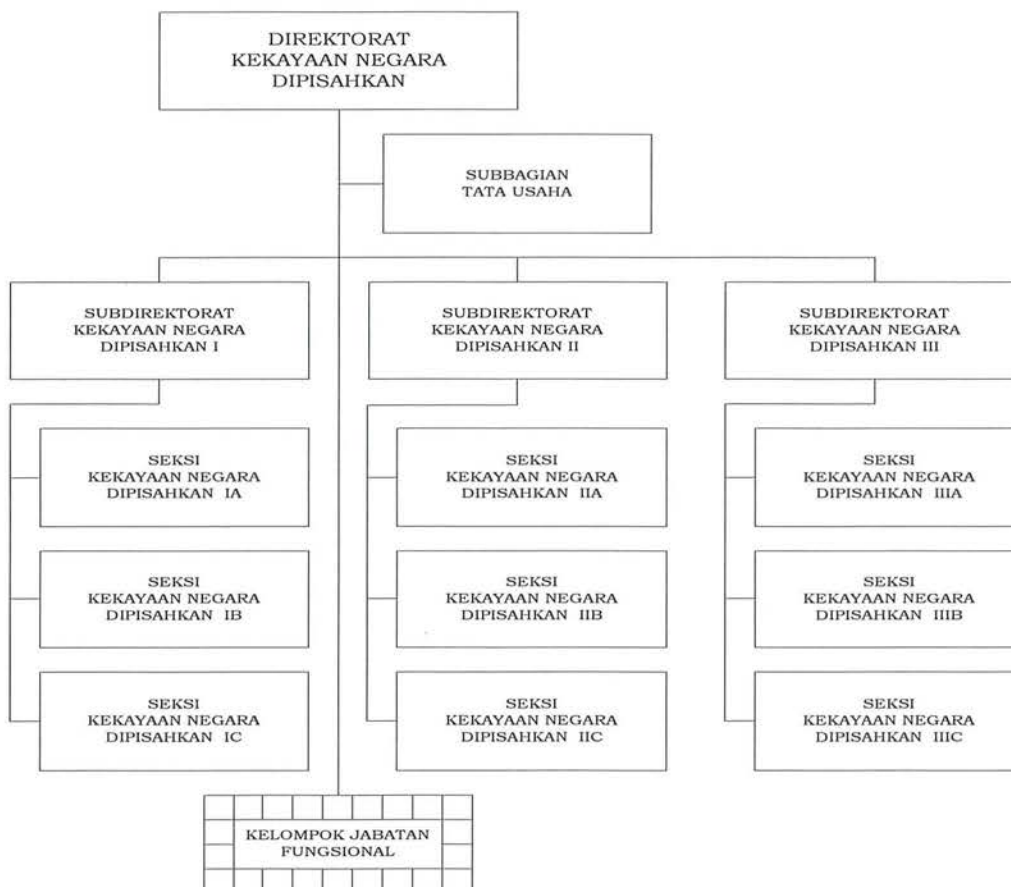 DIREKTORAT
KEKAYAAN NEGARA
DIPISAHKAN
SUBBAGIAN
TATA USAHA
SUBDIREKTORAT
KEKAYAAN NEGARA
DIPISAHKAN I
SUBDIREKTORAT
KEKAYAAN NEGARA
DIPISAHKAN II
SUBDIREKTORAT
KEKAYAAN NEGARA
DIPISAHKAN III
SEKSI
KEKAYAAN NEGARA
DIPISAHKAN IA
SEKSI
KEKAYAAN NEGARA
DIPISAHKAN IIA
SEKSI
KEKAYAAN NEGARA
DIPISAHKAN IIIA
SEKSI
KEKAYAAN NEGARA
DIPISAHKAN IB
SEKSI
KEKAYAAN NEGARA
DIPISAHKAN IIB
SEKSI
KEKAYAAN NEGARA
DIPISAHKAN IIIB
SEKSI
KEKAYAAN NEGARA
DIPISAHKAN IC
SEKSI
KEKAYAAN NEGARA
DIPISAHKAN IIC
SEKSI
KEKAYAAN NEGARA
DIPISAHKAN IIIC
KELOMPOK JABATAN
FUNGSIONAL